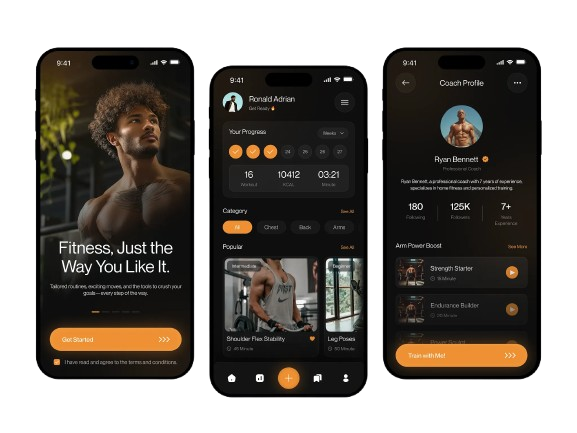 9:41
Fitness, Just the
Way You Like It.
Tailored routines, exciting moves, and the tools to crush your
goals—every step of the way.
Get Started
I have read and agree to the terms and conditions.
9:41
Ronald Adrian
Get Ready
Your Progress
Weeks
24 25 26 27
16 10412 03:21
Workout KCAL Minute
Category See All
All Chest Back Arms
Popular See All
Intermediate Beginner
Shoulder Flex Stability Leg Poses
45 Minute 50 Minute
9:41
Coach Profile
Ryan Bennett
Professional Coach
Ryan Bennett, a professional coach with 7 years of experience,
specializes in home fitness and personalized training.
180 125K 7+
Following Followers Years
Experience
Arm Power Boost See More
Strength Starter
Minute
Endurance Builder
Minute
Power Sculpt
Train with Me!